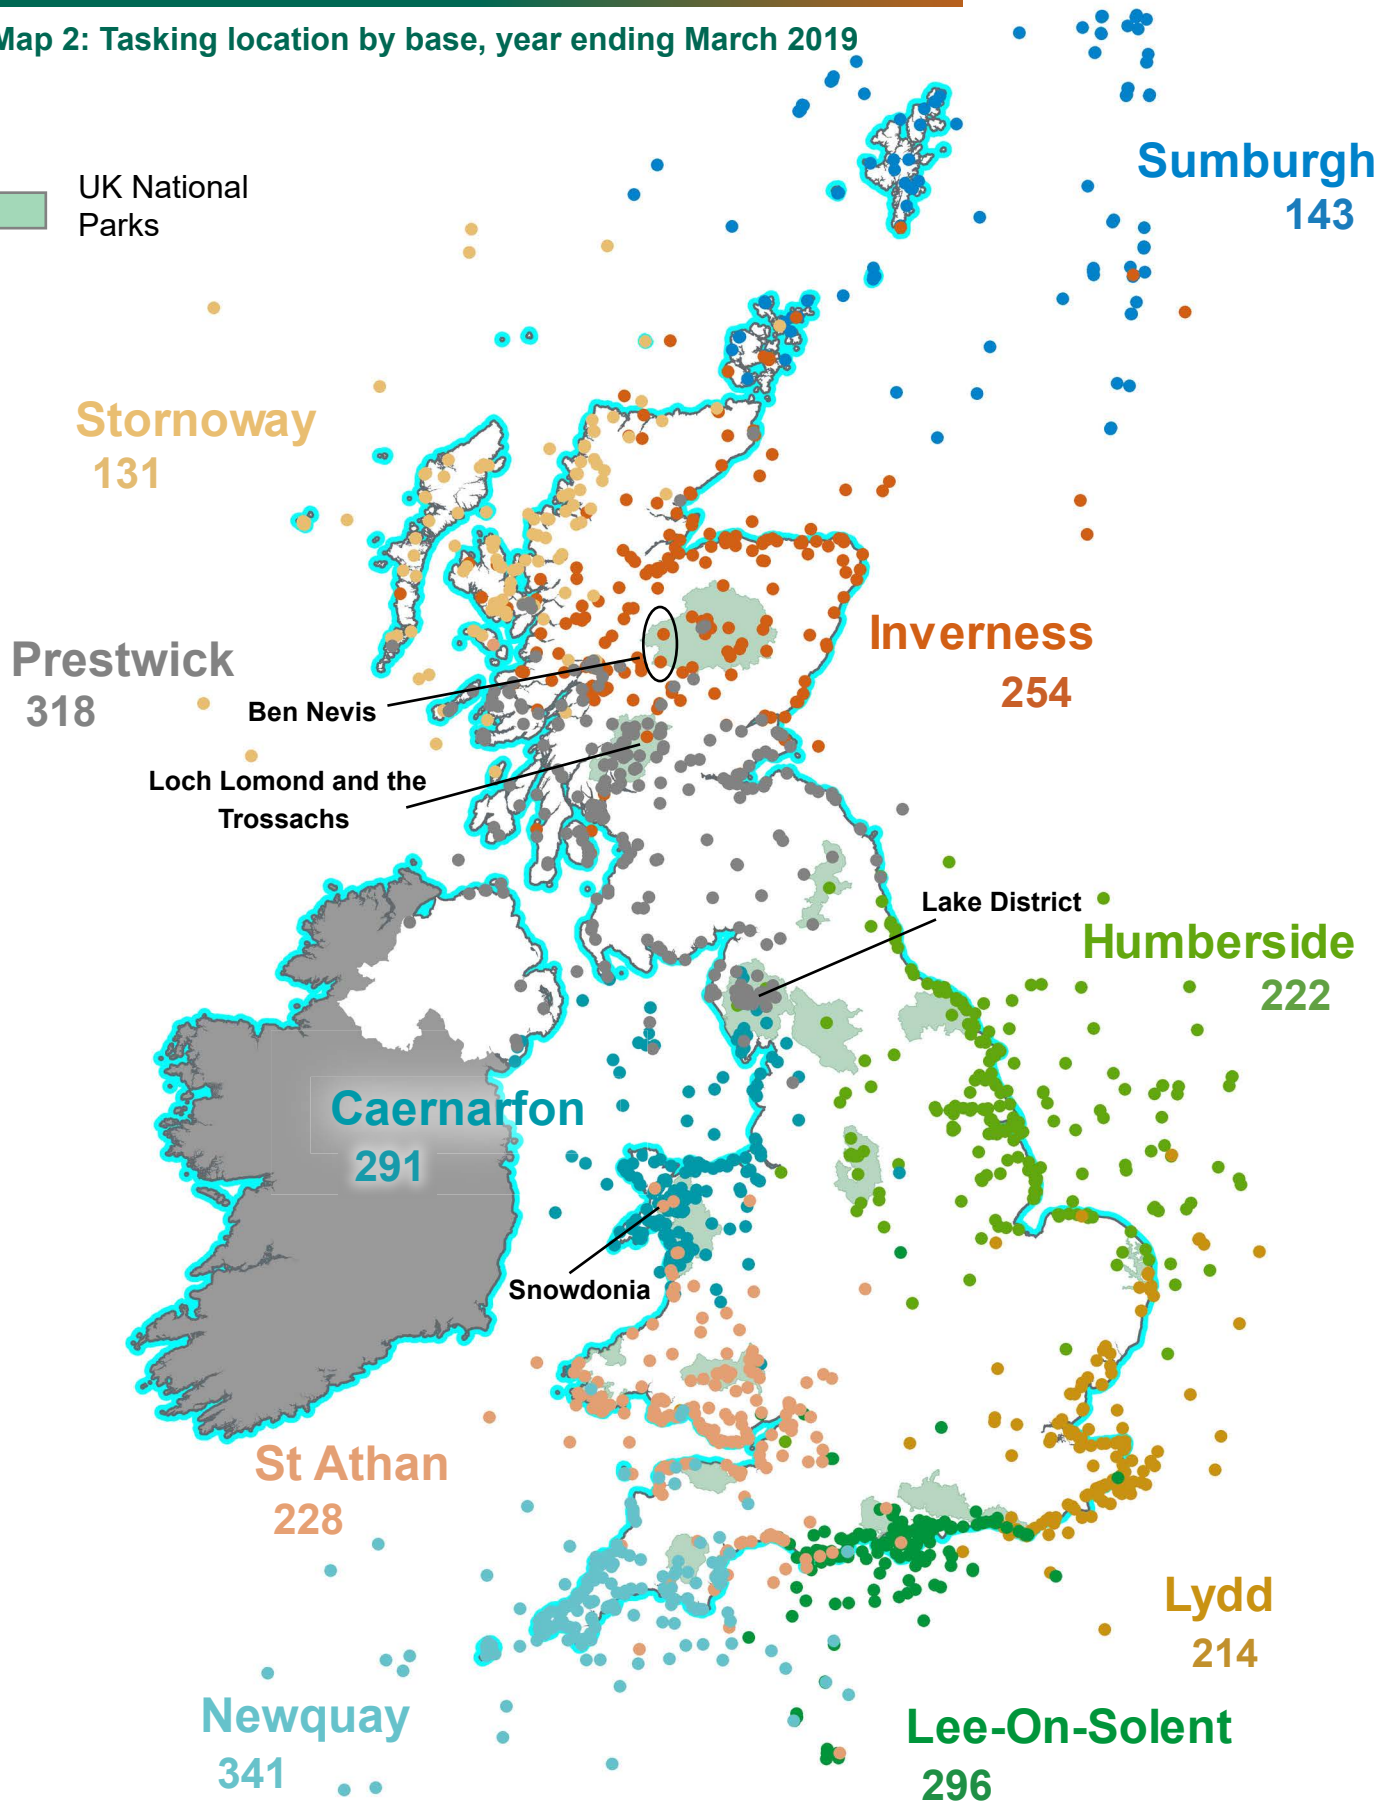 Map 2: Tasking location by base, year ending March 2019
UK National
Parks
Sumburgh
143
Stornoway
131
Inverness
254
Prestwick
318
Ben Nevis
Loch Lomond and the
Trossachs
Lake District
Humberside
222
Caernarfon
291
Snowdonia
St Athan
228
Lydd
214
Newquay
341
Lee-On-Solent
296